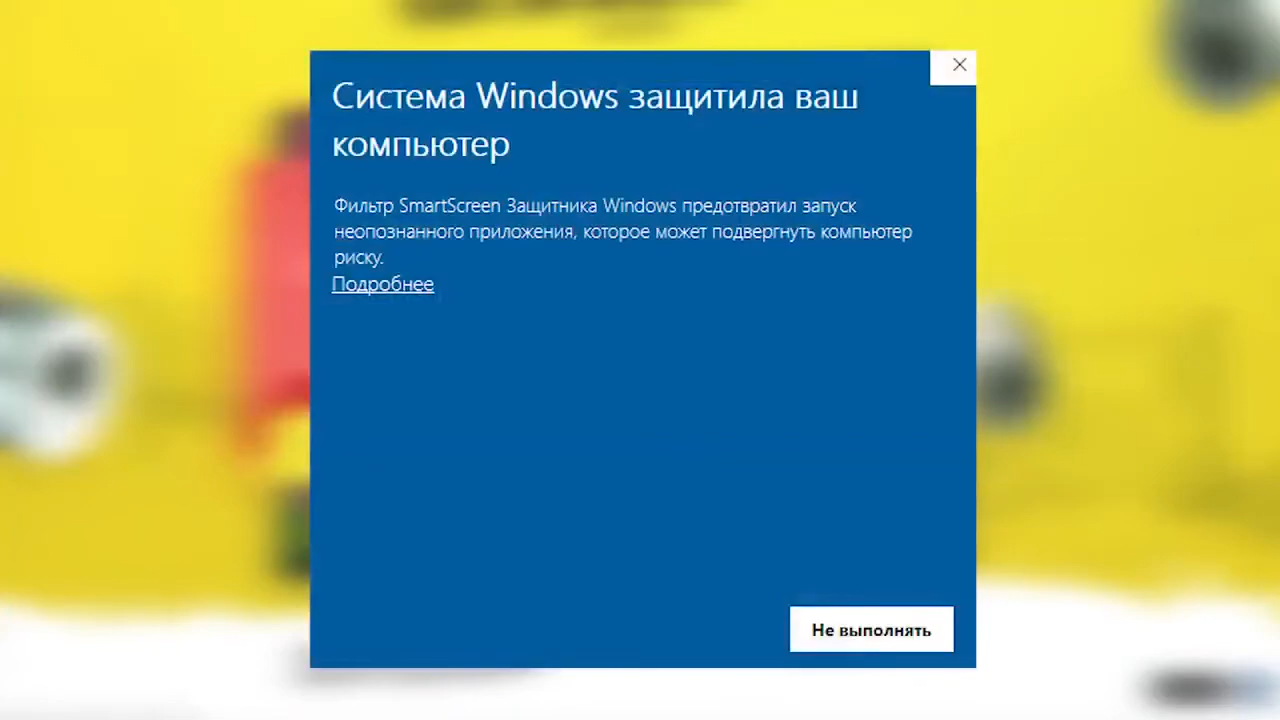 Система Windows защитила ваш
компьютер
Фильтр SmartScreen Защитника Windows предотвратил запуск
неопознанного приложения, которое может подвергнуть компьютер
риску.
Подробнее
Не выполнять